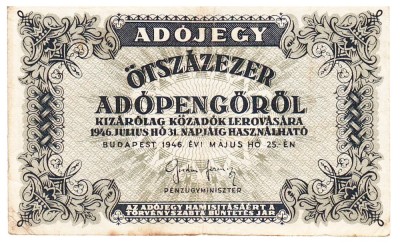 ADÓJEGY
ÖTSZÁZEZER
ADÓPENGŐRŐL
KIZÁRÓLAG KÖZADÓK LEROVÁSÁRA
1946. JULIUS HÓ 31. NAPJÁIG HASZNÁLHATÓ
BUDAPEST, 1946. ÉVI MÁJUS HÓ 25.-ÉN
PÉNZÜGYMINISZTER
AZ ADÓJEGY HAMISÍTÁSÁÉRT A
TÖRVÉNYSZABTA BÜNTETÉS JÁR